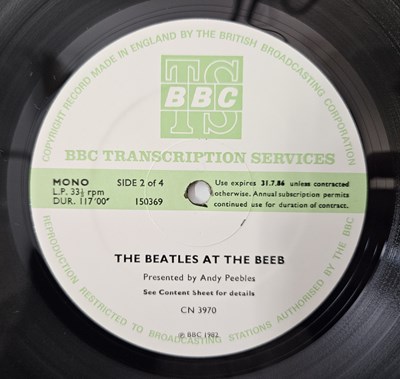 COPYRIGHT RECORD MADE IN ENGLAND BY THE BRITISH BROADCASTING CORPORATION
TS
BBC
BBC TRANSCRIPTION SERVICES
MONO
L.P. 33⅓ rpm
DUR. 117'00"
SIDE 2 of 4
150369
Use expires 31.7.86 unless contracted
otherwise. Annual subscription permits
continued use for duration of contract.
THE BEATLES AT THE BEEB
Presented by Andy Peebles
See Content Sheet for details
CN 3970
℗ BBC 1982
REPRODUCTION RESTRICTED TO BROADCASTING STATIONS AUTHORISED BY THE BBC